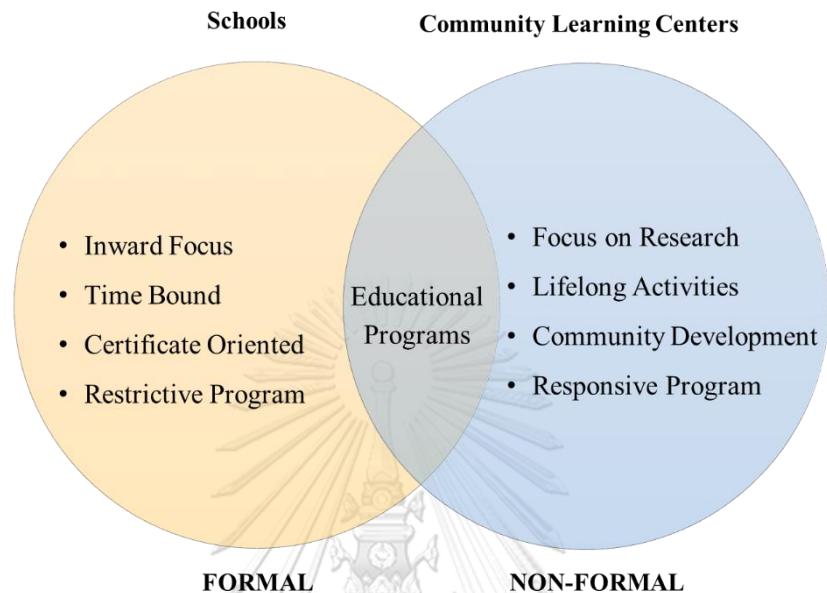 Schools
Community Learning Centers
• Inward Focus
• Time Bound
• Certificate Oriented
• Restrictive Program
Educational
Programs
• Focus on Research
• Lifelong Activities
• Community Development
• Responsive Program
FORMAL
NON-FORMAL